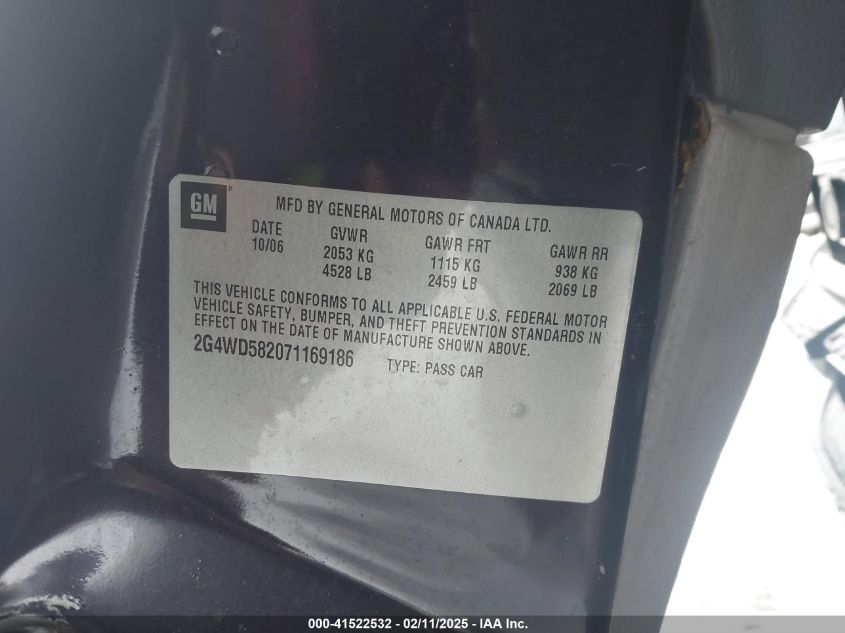 GM®
MFD BY GENERAL MOTORS OF CANADA LTD.
DATE GVWR GAWR FRT GAWR RR
10/06 2053 KG 1115 KG 938 KG
4528 LB 2459 LB 2069 LB
THIS VEHICLE CONFORMS TO ALL APPLICABLE U.S. FEDERAL MOTOR
VEHICLE SAFETY, BUMPER, AND THEFT PREVENTION STANDARDS IN
EFFECT ON THE DATE OF MANUFACTURE SHOWN ABOVE.
2G4WD582071169186 TYPE: PASS CAR
000-41522532 - 02/11/2025 - IAA Inc.